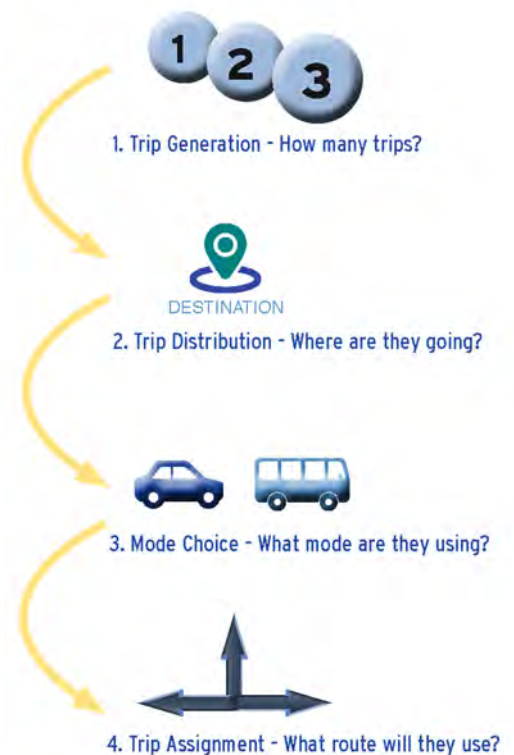 1 2 3
1. Trip Generation - How many trips?
DESTINATION
2. Trip Distribution - Where are they going?
3. Mode Choice - What mode are they using?
4. Trip Assignment - What route will they use?